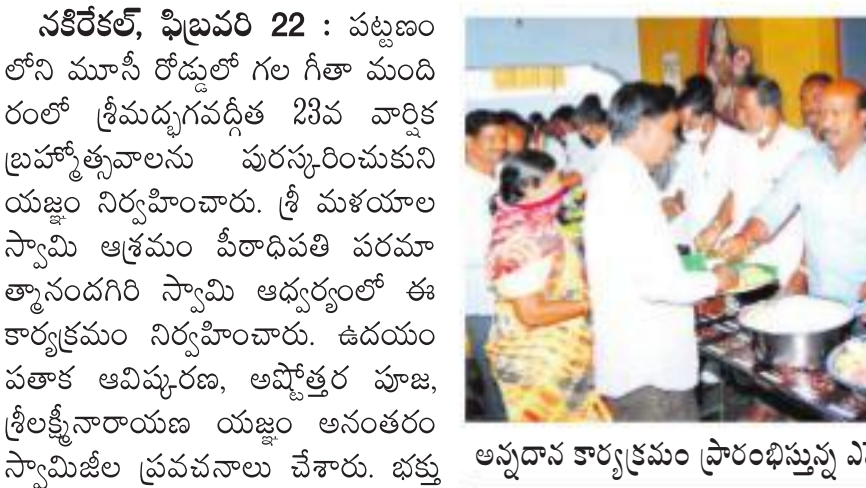 నకిరేకల్, ఫిబ్రవరి 22 : పట్టణం
లోని మూసీ రోడ్డులో గల గీతా మంది
రంలో శ్రీమద్భగవద్గీత 23వ వార్షిక
బ్రహ్మోత్సవాలను పురస్కరించుకుని
యజ్ఞం నిర్వహించారు. శ్రీ మళయాల
స్వామి ఆశ్రమం పీఠాధిపతి పరమా
త్మానందగిరి స్వామి ఆధ్వర్యంలో ఈ
కార్యక్రమం నిర్వహించారు. ఉదయం
పతాక ఆవిష్కరణ, అష్టోత్తర పూజ,
శ్రీలక్ష్మీనారాయణ యజ్ఞం అనంతరం
స్వామిజీల ప్రవచనాలు చేశారు. భక్తు
అన్నదాన కార్యక్రమం ప్రారంభిస్తున్న